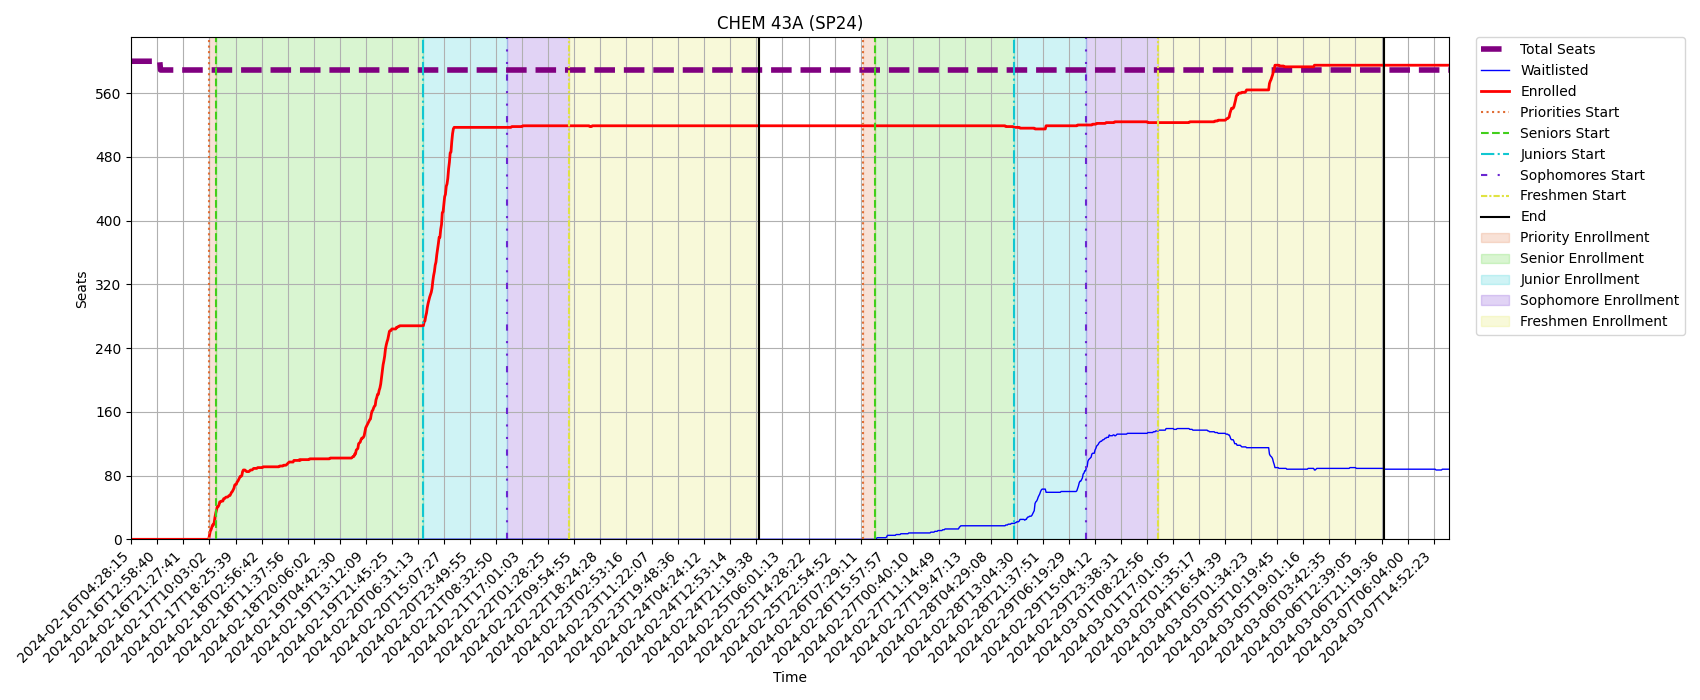 CHEM 43A (SP24)
Total Seats
Waitlisted
Enrolled
Priorities Start
Seniors Start
Juniors Start
Sophomores Start
Freshmen Start
End
Priority Enrollment
Senior Enrollment
Junior Enrollment
Sophomore Enrollment
Freshmen Enrollment
Seats
560
480
400
320
240
160
80
0
2024-02-16T04:28:15
2024-02-16T12:58:40
2024-02-16T21:27:41
2024-02-17T10:03:02
2024-02-17T18:25:39
2024-02-18T02:56:42
2024-02-18T11:37:56
2024-02-18T20:06:02
2024-02-19T04:42:30
2024-02-19T13:12:09
2024-02-19T21:45:25
2024-02-20T06:31:13
2024-02-20T15:07:27
2024-02-20T23:49:55
2024-02-21T08:32:50
2024-02-21T17:01:03
2024-02-22T01:28:25
2024-02-22T09:54:55
2024-02-22T18:24:28
2024-02-23T02:53:16
2024-02-23T11:22:07
2024-02-23T19:48:36
2024-02-24T04:24:12
2024-02-24T12:53:14
2024-02-24T21:19:38
2024-02-25T06:01:13
2024-02-25T14:28:22
2024-02-25T22:54:52
2024-02-26T07:29:11
2024-02-26T15:57:57
2024-02-27T00:40:10
2024-02-27T11:14:49
2024-02-27T19:47:13
2024-02-28T04:29:08
2024-02-28T13:04:30
2024-02-28T21:37:51
2024-02-29T06:19:29
2024-02-29T15:04:12
2024-02-29T23:38:31
2024-03-01T08:22:56
2024-03-01T17:01:05
2024-03-02T01:35:17
2024-03-04T16:54:39
2024-03-05T01:34:23
2024-03-05T10:19:45
2024-03-05T19:01:16
2024-03-06T03:42:35
2024-03-06T12:39:05
2024-03-06T21:19:36
2024-03-07T06:04:00
2024-03-07T14:52:23
Time